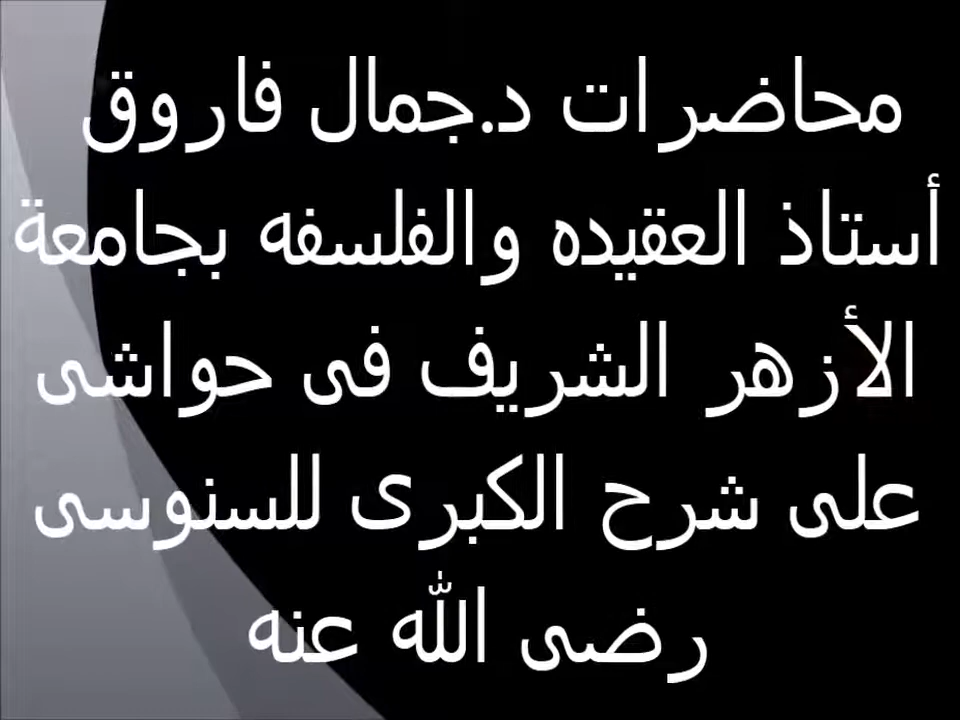 محاضرات د.جمال فاروق
أستاذ العقيده والفلسفه بجامعة
الأزهر الشريف فى حواشى
على شرح الكبرى للسنوسى
رضى الله عنه